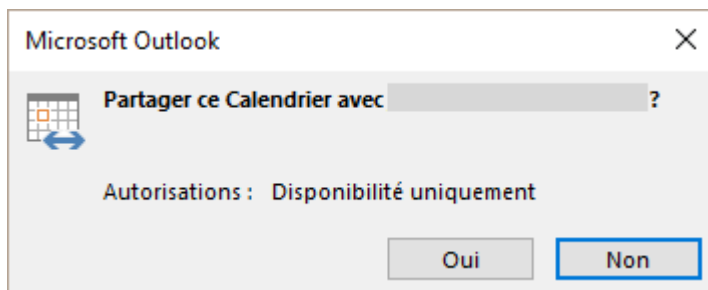 Microsoft Outlook
Partager ce Calendrier avec ?
Autorisations : Disponibilité uniquement
Oui Non